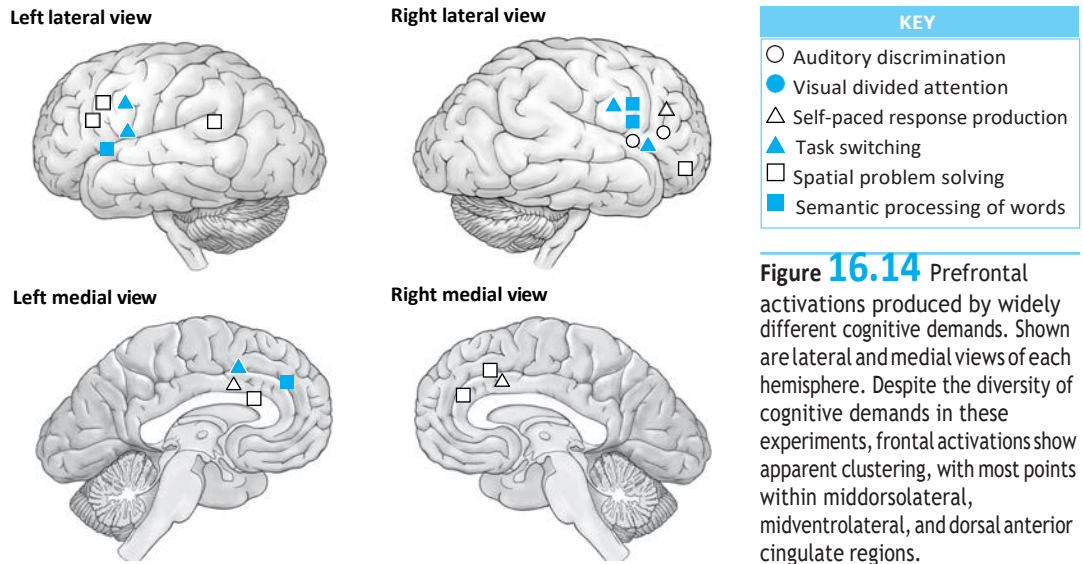 Left lateral view
Right lateral view
KEY
Auditory discrimination
Visual divided attention
Self-paced response production
Task switching
Spatial problem solving
Semantic processing of words
Left medial view
Right medial view
Figure 16.14 Prefrontal
activations produced by widely
different cognitive demands. Shown
are lateral and medial views of each
hemisphere. Despite the diversity of
cognitive demands in these
experiments, frontal activations show
apparent clustering, with most points
within middorsolateral,
midventrolateral, and dorsal anterior
cingulate regions.